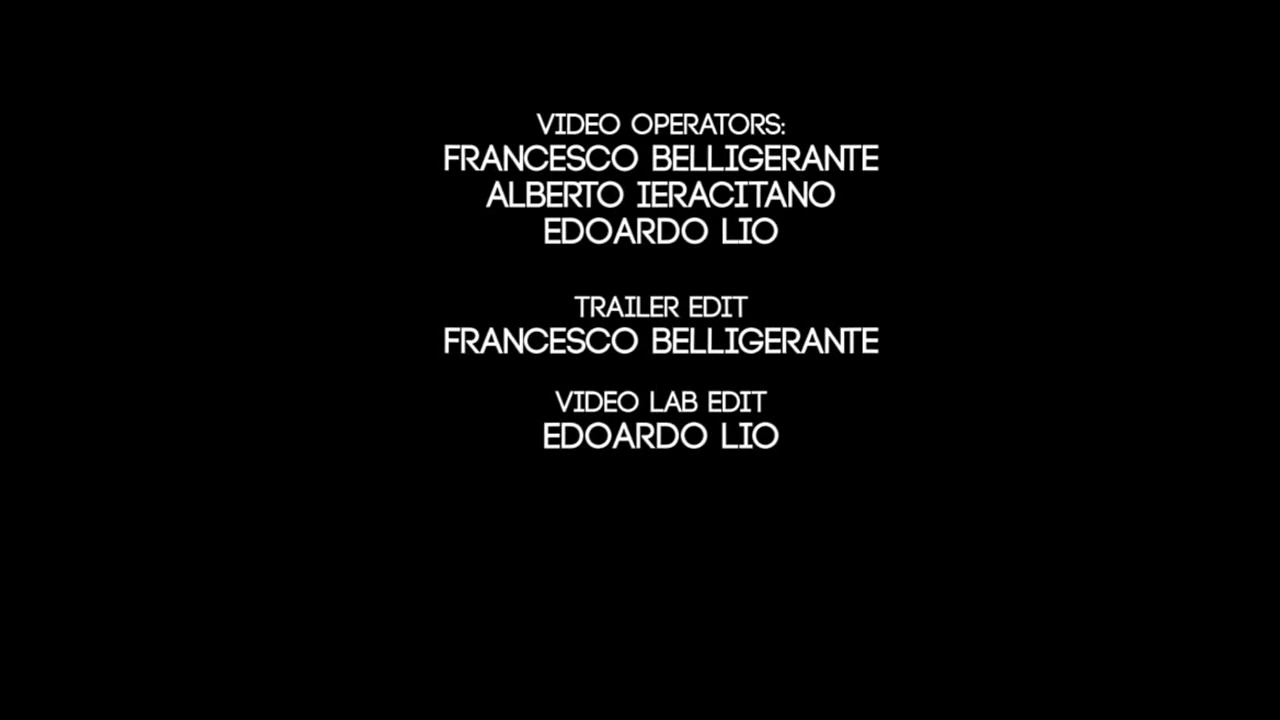 VIDEO OPERATORS:
FRANCESCO BELLIGERANTE
ALBERTO IERACITANO
EDOARDO LIO
TRAILER EDIT
FRANCESCO BELLIGERANTE
VIDEO LAB EDIT
EDOARDO LIO